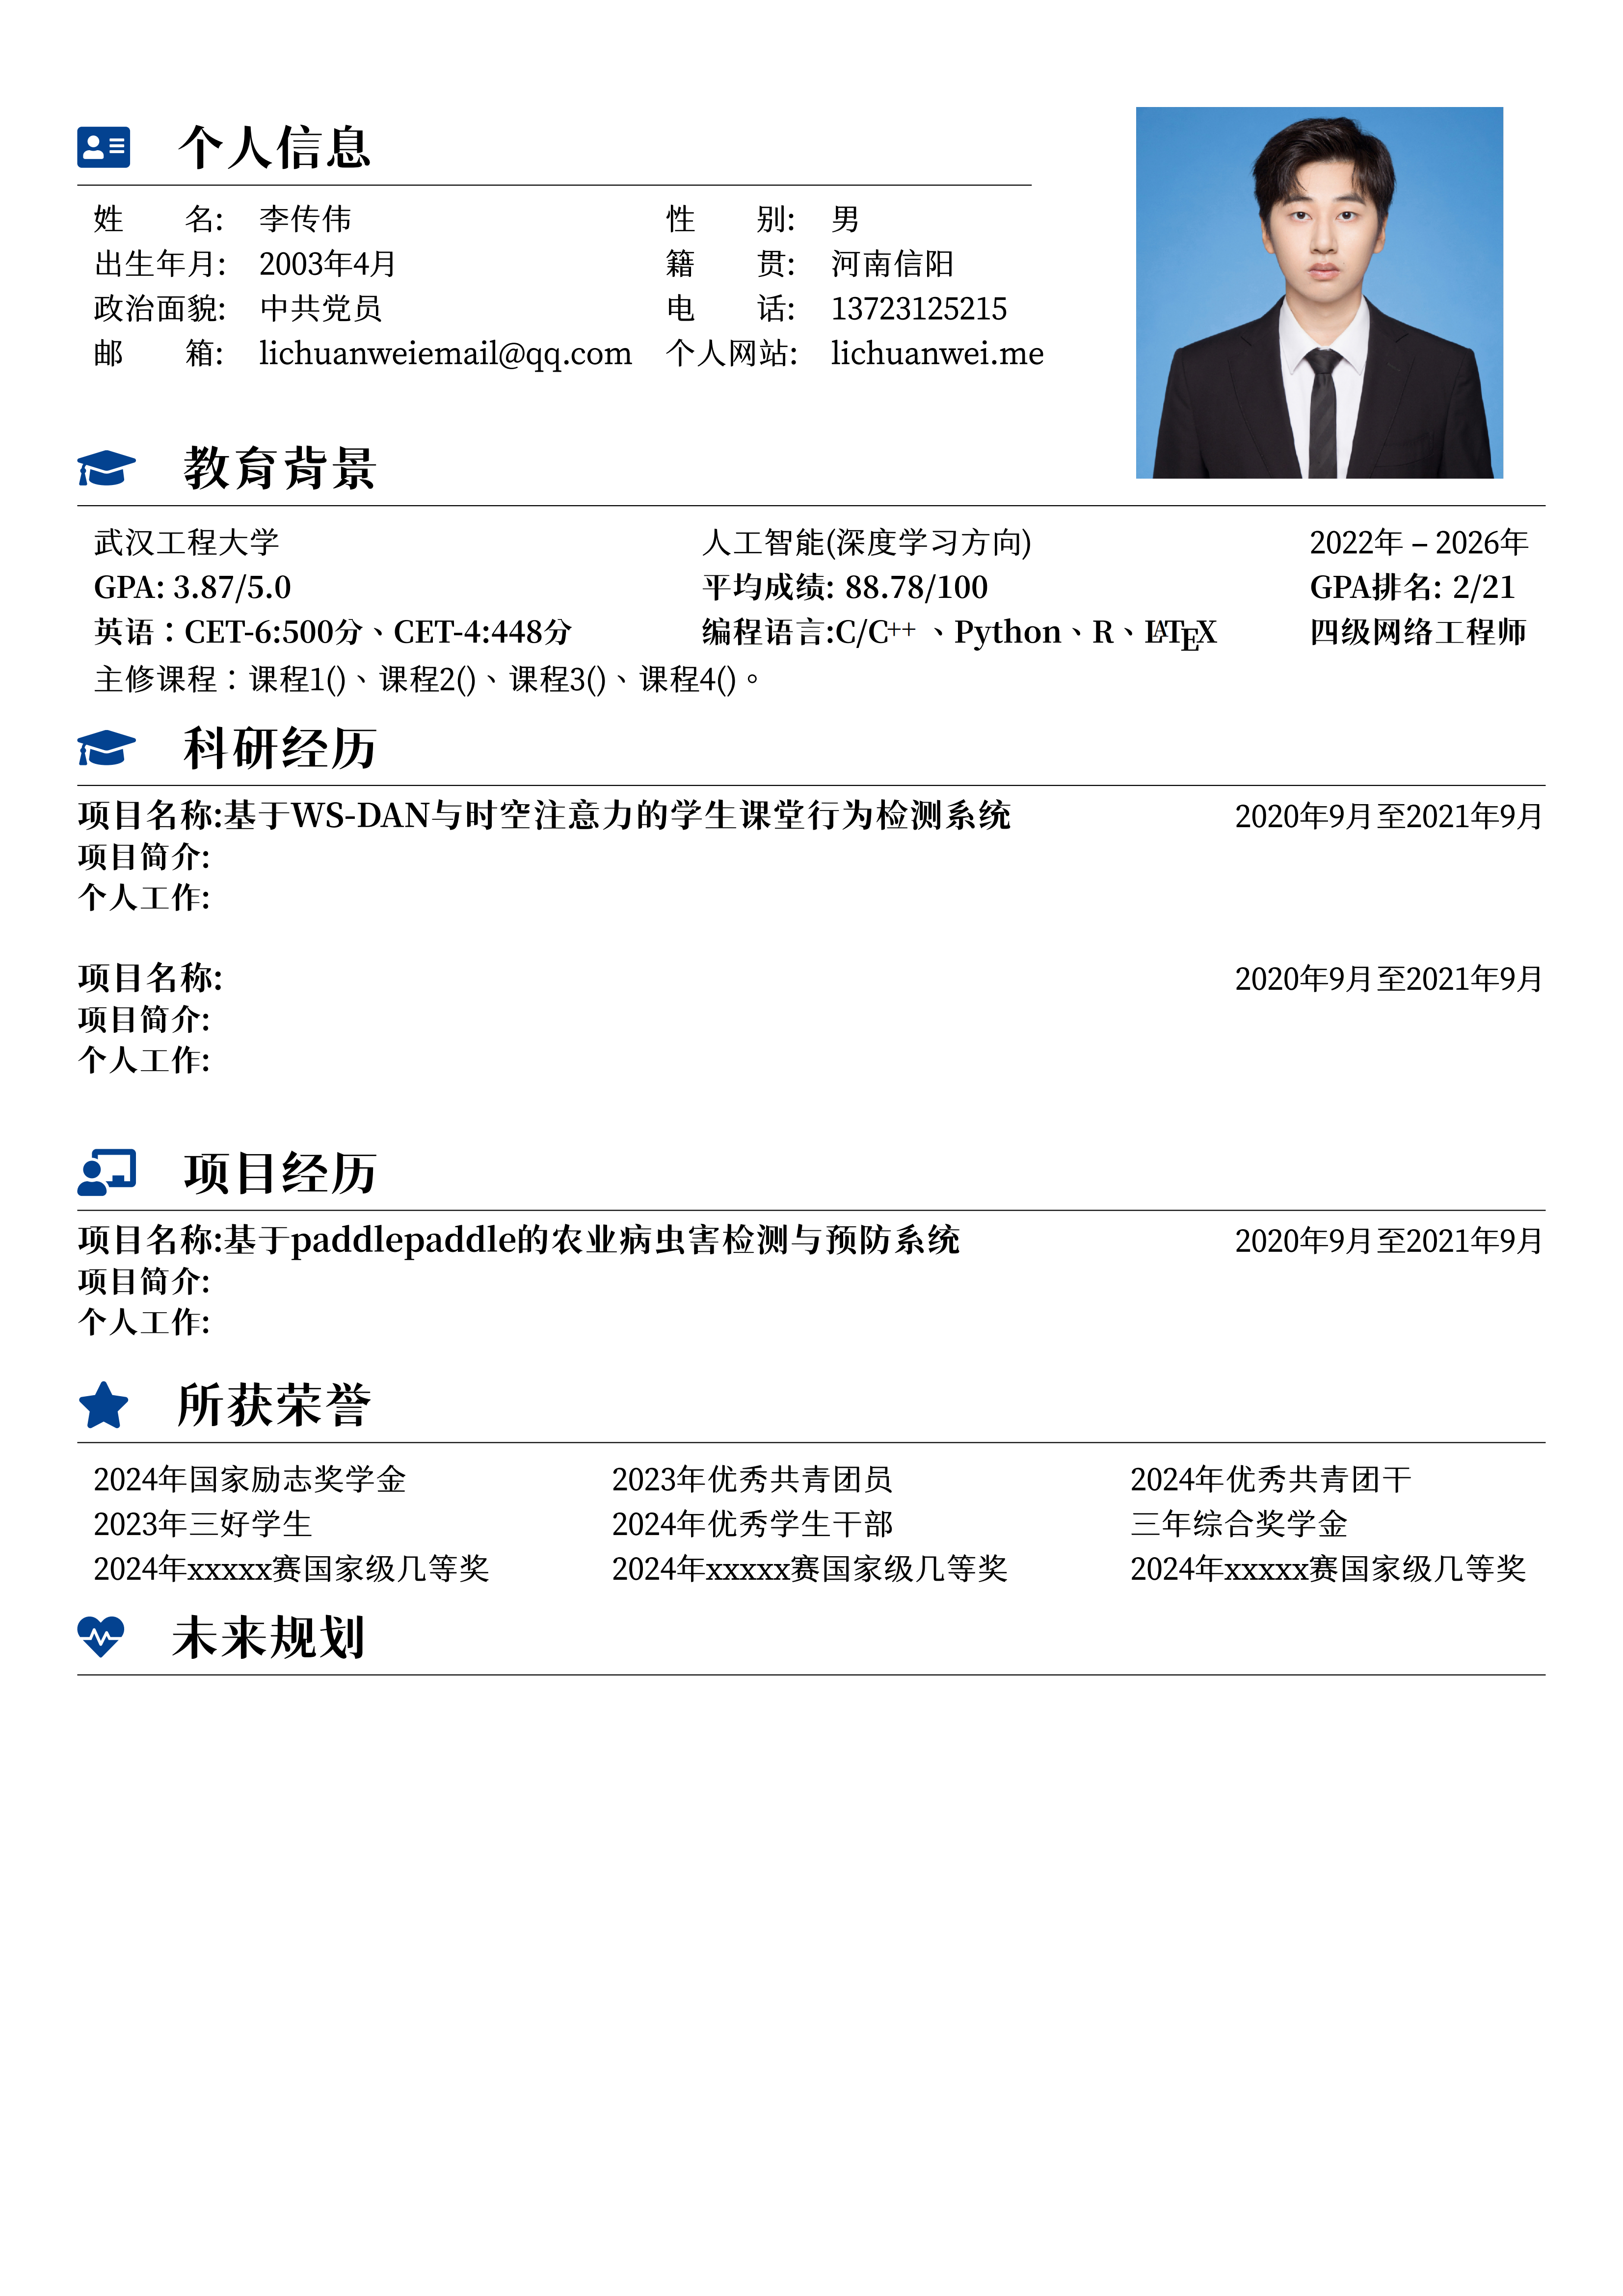 个人信息
姓 名: 李传伟 性 别: 男
出生年月: 2003年4月 籍 贯: 河南信阳
政治面貌: 中共党员 电 话: 13723125215
邮 箱: lichuanweiemail@qq.com 个人网站: lichuanwei.me
教育背景
武汉工程大学 人工智能(深度学习方向) 2022年 – 2026年
GPA: 3.87/5.0 平均成绩: 88.78/100 GPA排名: 2/21
英语：CET-6:500分、CET-4:448分 编程语言:C/C++ 、Python、R、LATEX 四级网络工程师
主修课程：课程1()、课程2()、课程3()、课程4()。
科研经历
项目名称:基于WS-DAN与时空注意力的学生课堂行为检测系统 2020年9月至2021年9月
项目简介:
个人工作:
项目名称: 2020年9月至2021年9月
项目简介:
个人工作:
项目经历
项目名称:基于paddlepaddle的农业病虫害检测与预防系统 2020年9月至2021年9月
项目简介:
个人工作:
所获荣誉
2024年国家励志奖学金 2023年优秀共青团员 2024年优秀共青团干
2023年三好学生 2024年优秀学生干部 三年综合奖学金
2024年xxxxx赛国家级几等奖 2024年xxxxx赛国家级几等奖 2024年xxxxx赛国家级几等奖
未来规划